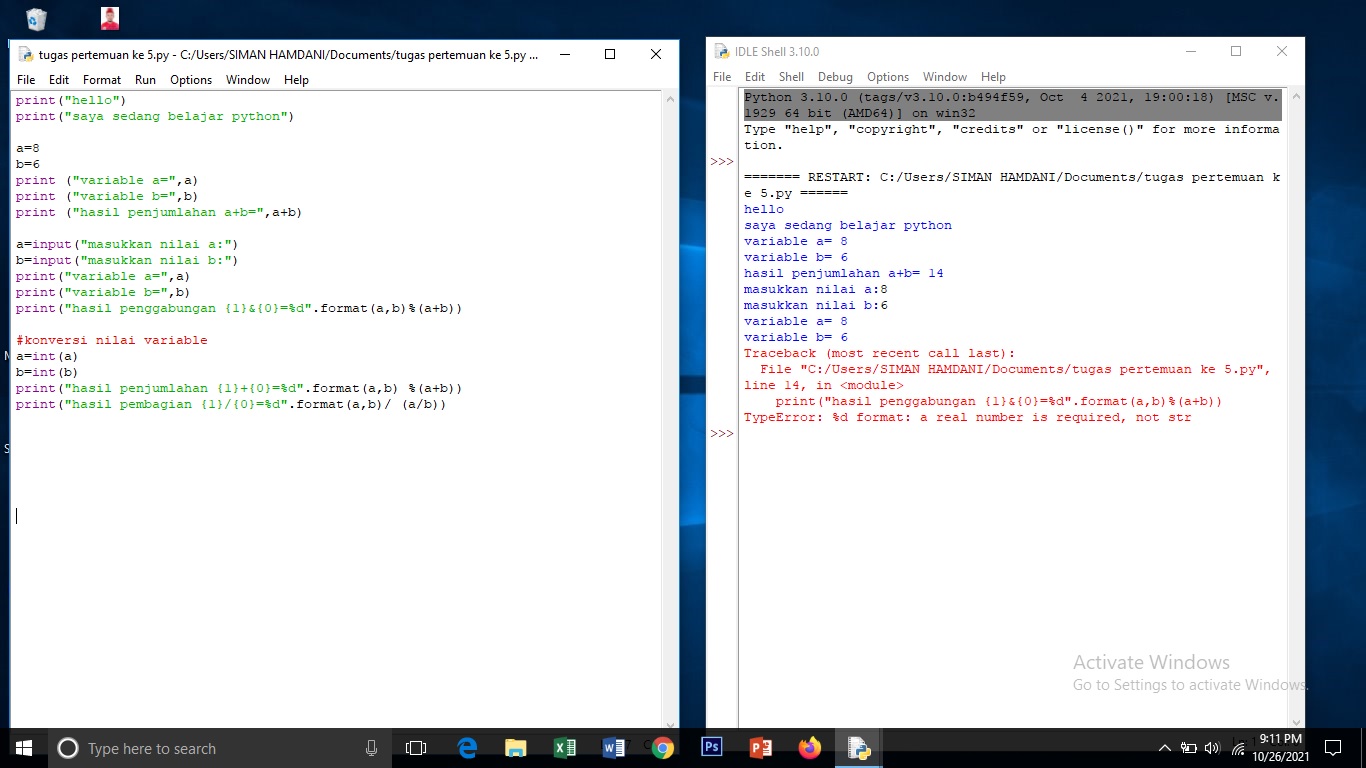 tugas pertemuan ke 5.py - C:/Users/SIMAN HAMDANI/Documents/tugas pertemuan ke 5.py ...
File Edit Format Run Options Window Help
print("hello")
print("saya sedang belajar python")
a=8
b=6
print ("variable a=",a)
print ("variable b=",b)
print ("hasil penjumlahan a+b=",a+b)
a=input("masukkan nilai a:")
b=input("masukkan nilai b:")
print("variable a=",a)
print("variable b=",b)
print("hasil penggabungan {1}&{0}=%d".format(a,b)%(a+b))
#konversi nilai variable
a=int(a)
b=int(b)
print("hasil penjumlahan {1}+{0}=%d".format(a,b) %(a+b))
print("hasil pembagian {1}/{0}=%d".format(a,b)/ (a/b))
IDLE Shell 3.10.0
File Edit Shell Debug Options Window Help
Python 3.10.0 (tags/v3.10.0:b494f59, Oct  4 2021, 19:00:18) [MSC v.
1929 64 bit (AMD64)] on win32
Type "help", "copyright", "credits" or "license()" for more informa
tion.
>>>
======= RESTART: C:/Users/SIMAN HAMDANI/Documents/tugas pertemuan k
e 5.py ======
hello
saya sedang belajar python
variable a= 8
variable b= 6
hasil penjumlahan a+b= 14
masukkan nilai a:8
masukkan nilai b:6
variable a= 8
variable b= 6
Traceback (most recent call last):
  File "C:/Users/SIMAN HAMDANI/Documents/tugas pertemuan ke 5.py",
line 14, in <module>
    print("hasil penggabungan {1}&{0}=%d".format(a,b)%(a+b))
TypeError: %d format: a real number is required, not str
>>>
Activate Windows
Go to Settings to activate Windows.
Type here to search
Ps
9:11 PM
10/26/2021